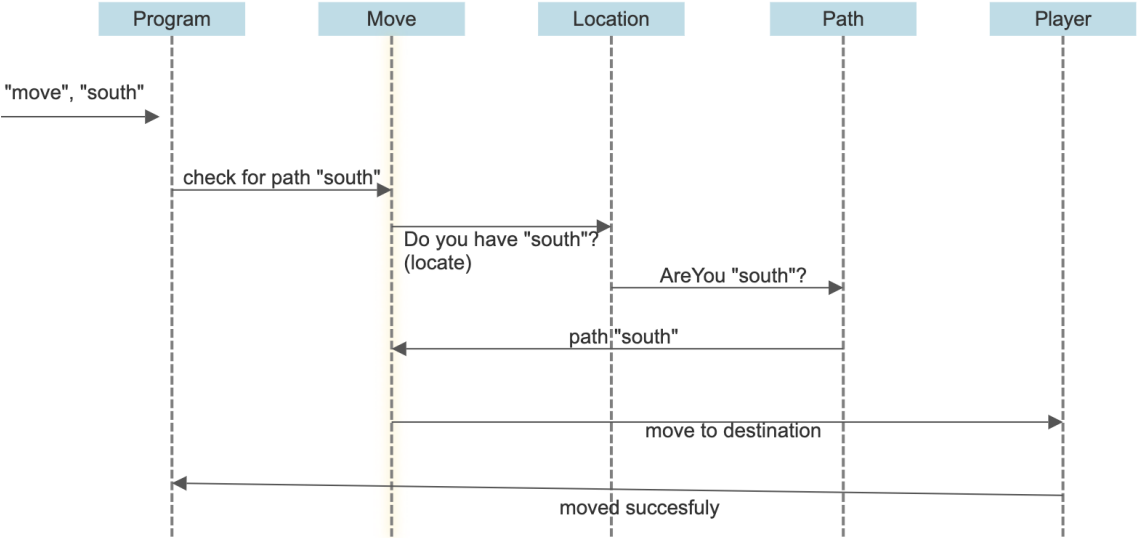 Program
Move
Location
Path
Player
"move", "south"
check for path "south"
Do you have "south"?
(locate)
AreYou "south"?
path "south"
move to destination
moved succesfuly